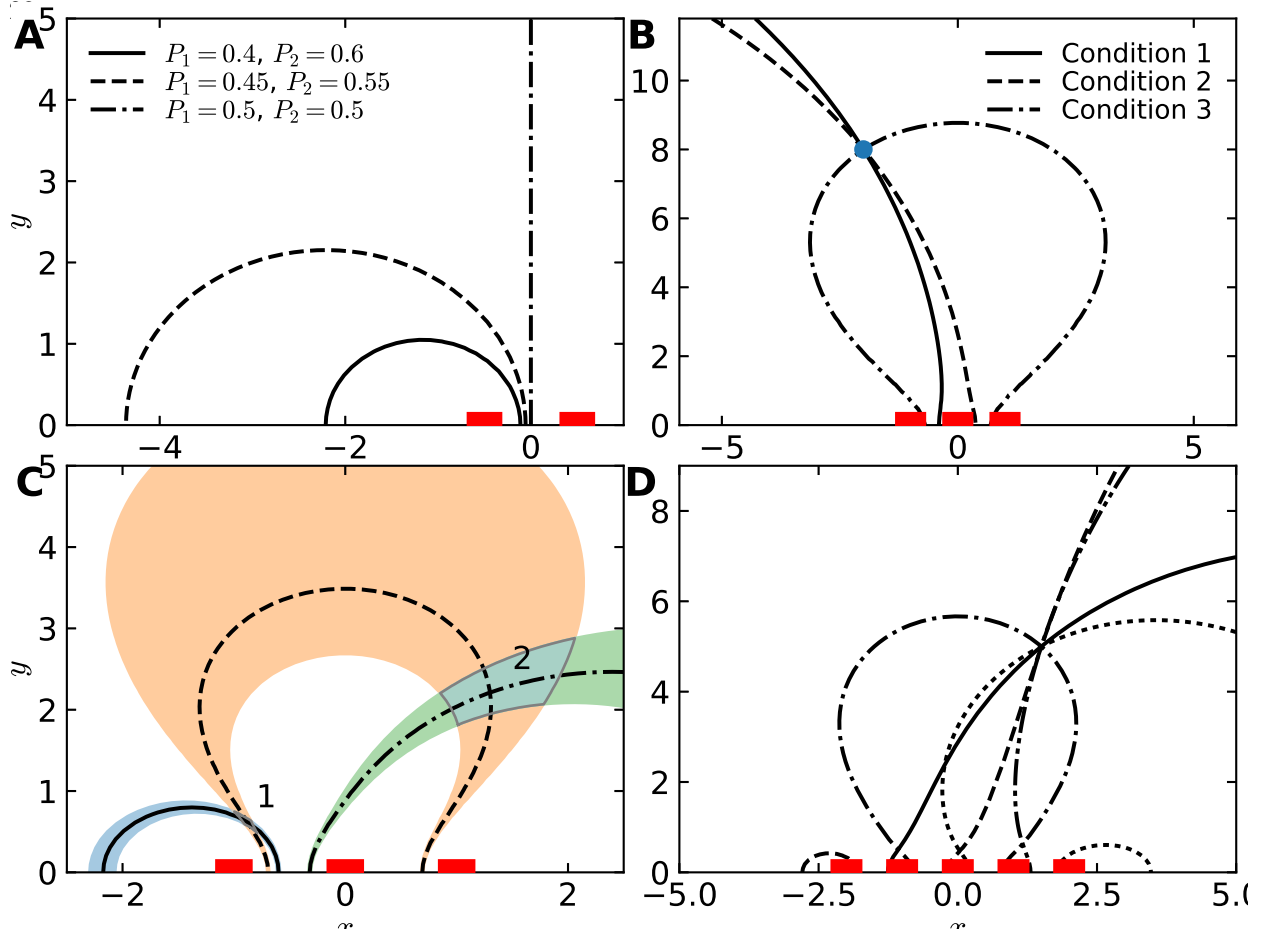 A
P₁ = 0.4, P₂ = 0.6
P₁ = 0.45, P₂ = 0.55
P₁ = 0.5, P₂ = 0.5
5
4
3
2
1
0
y
−4
−2
0
B
Condition 1
Condition 2
Condition 3
10
8
6
4
2
0
−5
0
5
C
5
4
3
2
1
0
y
1
2
−2
0
2
x
D
8
6
4
2
0
−5.0
−2.5
0.0
2.5
5.0
x